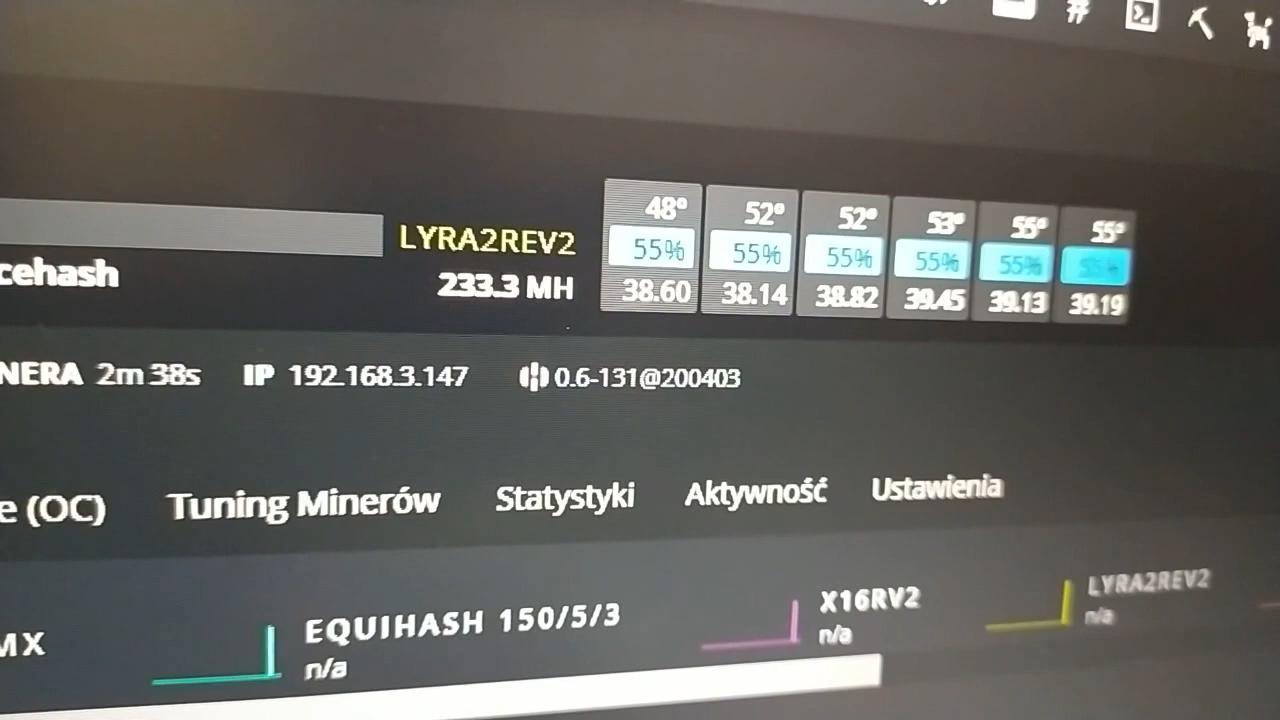 48° 52° 52° 53° 55° 55°
LYRA2REV2 55% 55% 55% 55% 55% 55%
cehash 233.3 MH 38.60 38.14 38.82 39.45 39.13 39.19
NERA 2m 38s IP 192.168.3.147 0.6-131@200403
e (OC) Tuning Minerów Statystyki Aktywność Ustawienia
MX EQUIHASH 150/5/3 X16RV2 LYRA2REV2
n/a n/a n/a